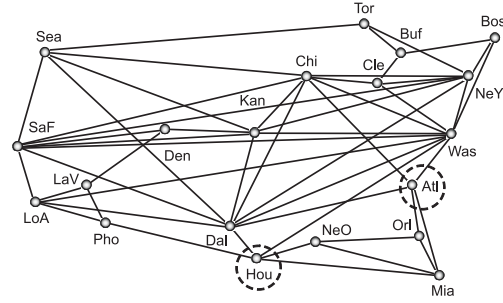 Tor
Bos
Buf
Sea
Chi
Cle
NeY
Kan
SaF
Den
Was
LaV
Atl
LoA
Pho
Dal
NeO
Orl
Hou
Mia